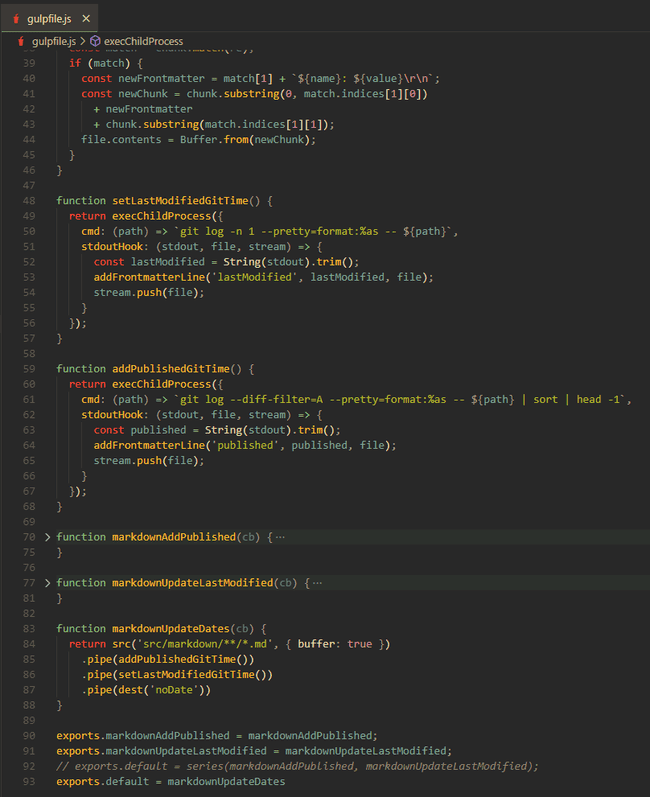 gulpfile.js ×
gulpfile.js > execChildProcess
39 if (match) {
40 const newFrontmatter = match[1] + `${name}: ${value}\r\n`;
41 const newChunk = chunk.substring(0, match.indices[1][0])
42 + newFrontmatter
43 + chunk.substring(match.indices[1][1]);
44 file.contents = Buffer.from(newChunk);
45 }
46 }
47
48 function setLastModifiedGitTime() {
49 return execChildProcess({
50 cmd: (path) => `git log -n 1 --pretty=format:%as -- ${path}`,
51 stdoutHook: (stdout, file, stream) => {
52 const lastModified = String(stdout).trim();
53 addFrontmatterLine('lastModified', lastModified, file);
54 stream.push(file);
55 }
56 });
57 }
58
59 function addPublishedGitTime() {
60 return execChildProcess({
61 cmd: (path) => `git log --diff-filter=A --pretty=format:%as -- ${path} | sort | head -1`,
62 stdoutHook: (stdout, file, stream) => {
63 const published = String(stdout).trim();
64 addFrontmatterLine('published', published, file);
65 stream.push(file);
66 }
67 });
68 }
69
70 > function markdownAddPublished(cb) { ···
75 }
76
77 > function markdownUpdateLastModified(cb) { ···
81 }
82
83 function markdownUpdateDates(cb) {
84 return src('src/markdown/**/*.md', { buffer: true })
85 .pipe(addPublishedGitTime())
86 .pipe(setLastModifiedGitTime())
87 .pipe(dest('noDate'))
88 }
89
90 exports.markdownAddPublished = markdownAddPublished;
91 exports.markdownUpdateLastModified = markdownUpdateLastModified;
92 // exports.default = series(markdownAddPublished, markdownUpdateLastModified);
93 exports.default = markdownUpdateDates